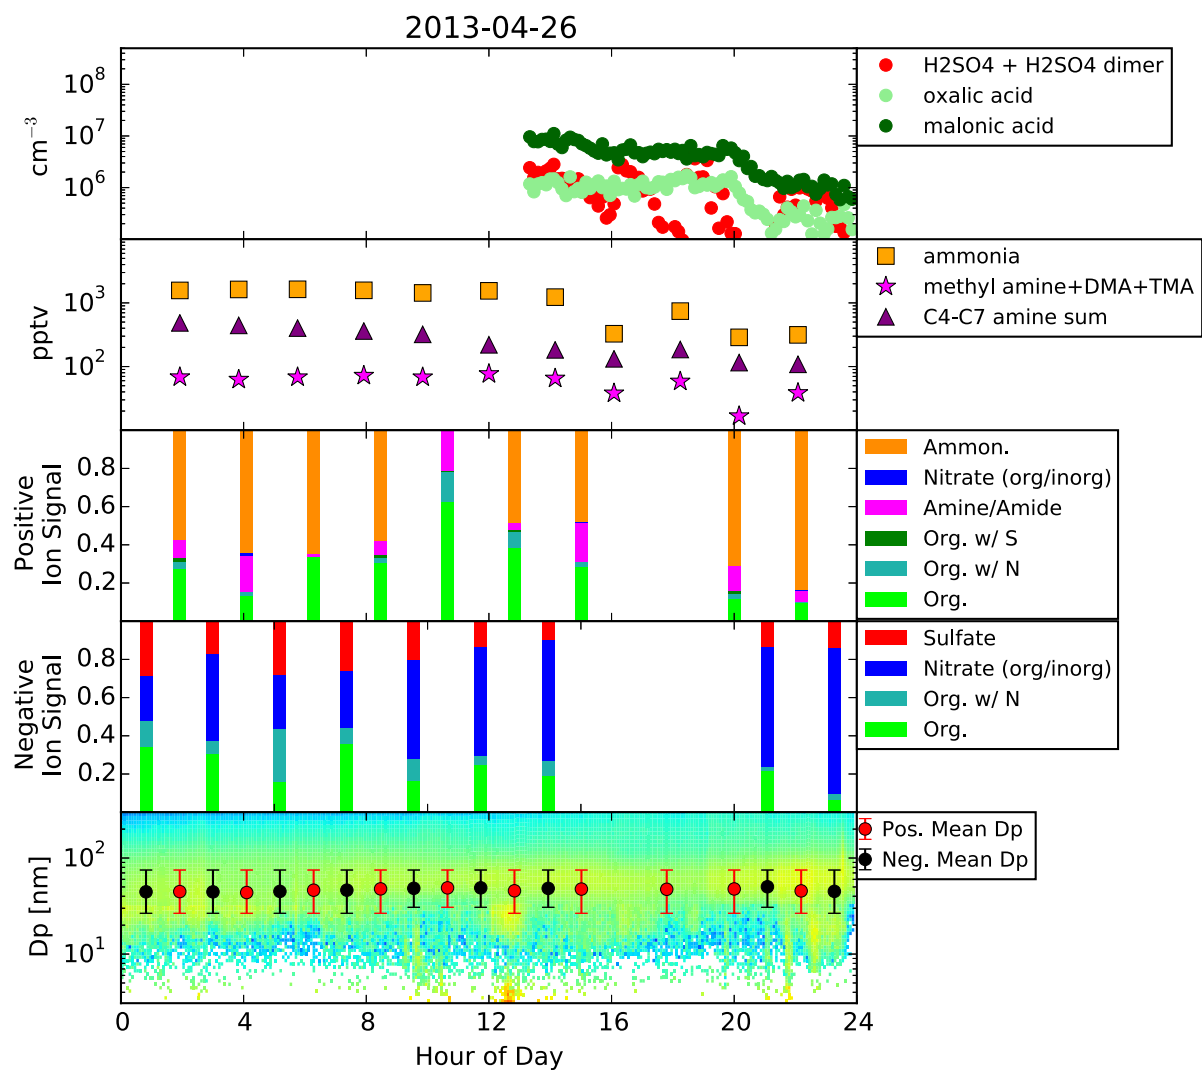 2013-04-26
10^8
10^7
10^6
cm^−3
H2SO4 + H2SO4 dimer
oxalic acid
malonic acid
10^3
10^2
pptv
ammonia
methyl amine+DMA+TMA
C4-C7 amine sum
0.8
0.6
0.4
0.2
Positive
Ion Signal
Ammon.
Nitrate (org/inorg)
Amine/Amide
Org. w/ S
Org. w/ N
Org.
0.8
0.6
0.4
0.2
Negative
Ion Signal
Sulfate
Nitrate (org/inorg)
Org. w/ N
Org.
10^2
10^1
Dp [nm]
Pos. Mean Dp
Neg. Mean Dp
0 4 8 12 16 20 24
Hour of Day